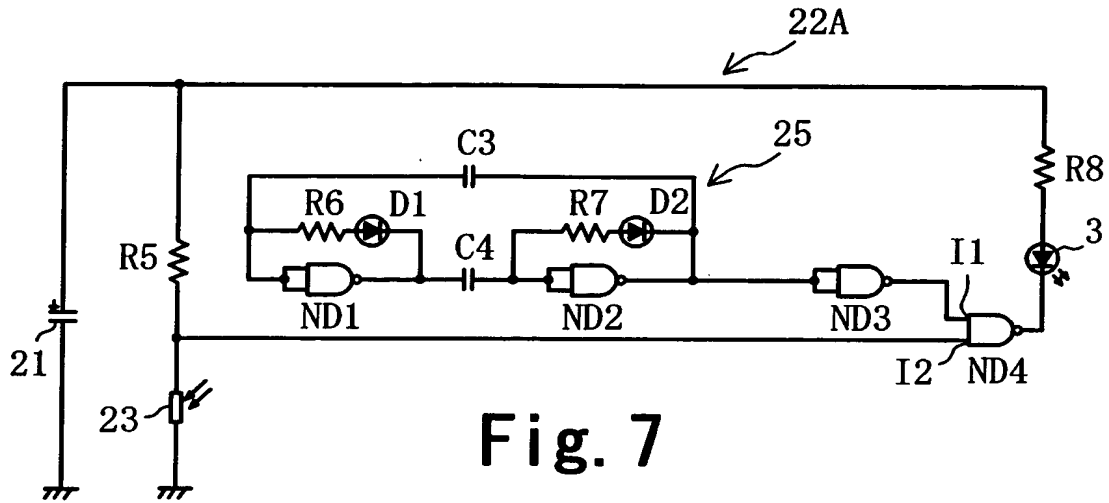 22A
C3
25
R8
R6
D1
R7
D2
3
R5
C4
I1
ND1
ND2
ND3
+
21
I2
ND4
23
Fig. 7